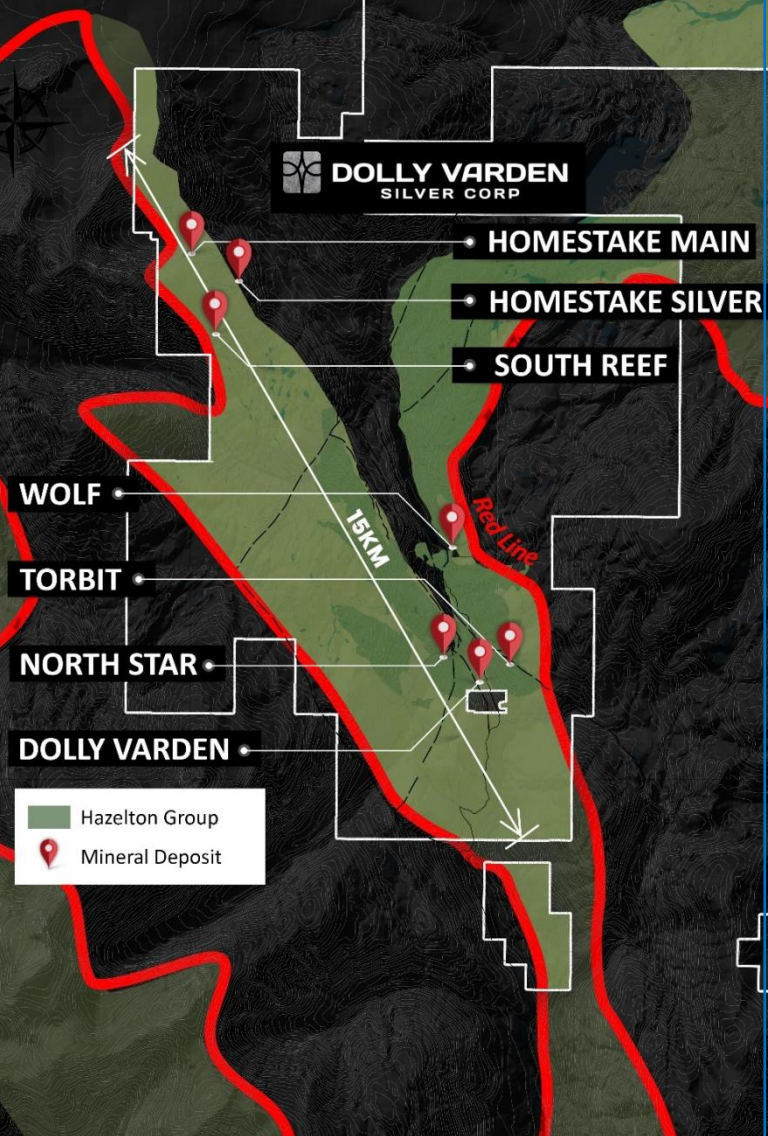 DOLLY VARDEN
SILVER CORP
HOMESTAKE MAIN
HOMESTAKE SILVER
SOUTH REEF
WOLF
Red Line
15KM
TORBIT
NORTH STAR
DOLLY VARDEN
Hazelton Group
Mineral Deposit